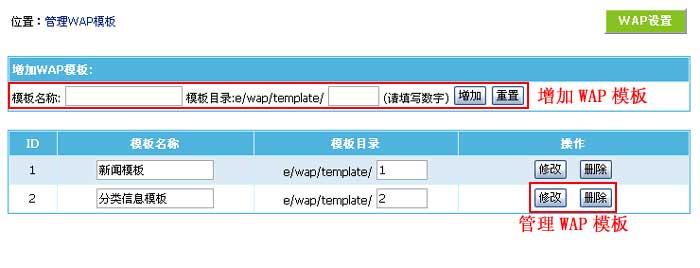 位置：管理WAP模板 WAP设置
增加WAP模板:
模板名称: 模板目录:e/wap/template/ (请填写数字) 增加 重置 增加 WAP 模板
ID 模板名称 模板目录 操作
1 新闻模板 e/wap/template/ 1 修改 删除
2 分类信息模板 e/wap/template/ 2 修改 删除
管理 WAP 模板